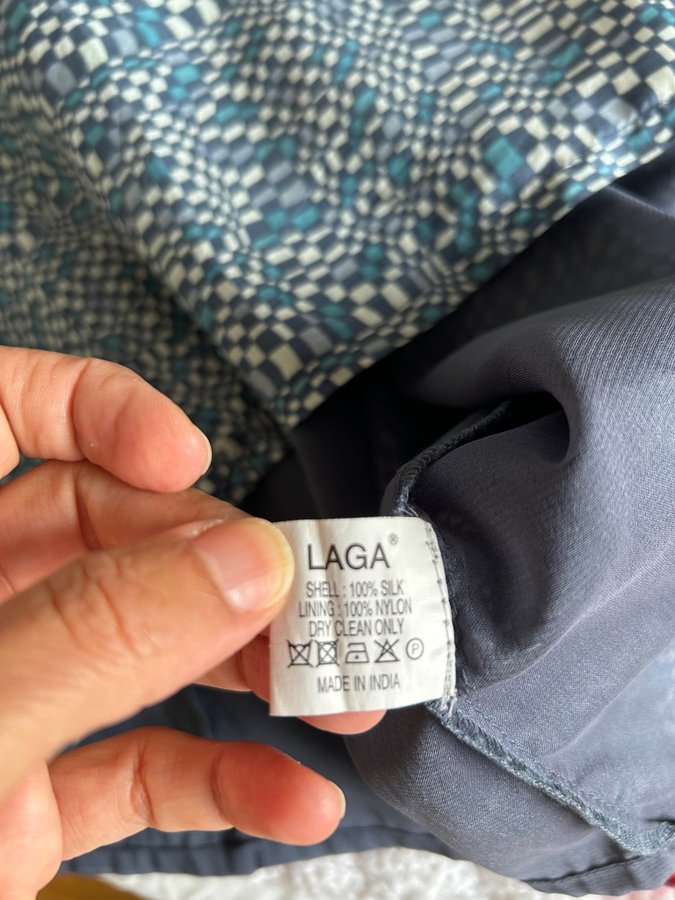 LAGA®
SHELL : 100% SILK
LINING : 100% NYLON
DRY CLEAN ONLY
P
MADE IN INDIA